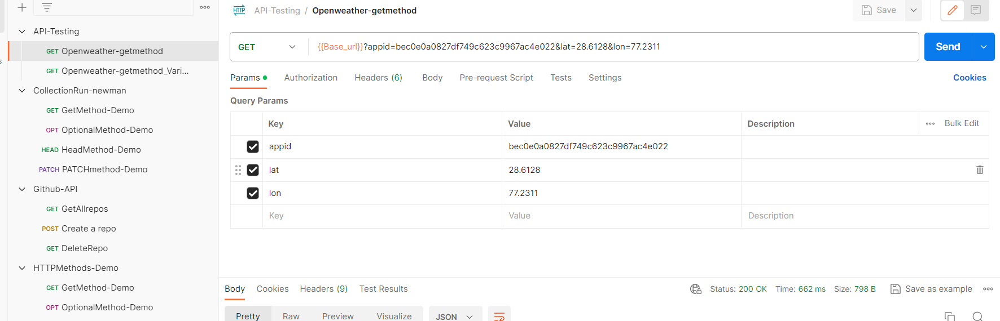 API-Testing
GET Openweather-getmethod
GET Openweather-getmethod_Vari...
CollectionRun-newman
GET GetMethod-Demo
OPT OptionalMethod-Demo
HEAD HeadMethod-Demo
PATCH PATCHmethod-Demo
Github-API
GET GetAllrepos
POST Create a repo
GET DeleteRepo
HTTPMethods-Demo
GET GetMethod-Demo
OPT OptionalMethod-Demo
HTTP API-Testing / Openweather-getmethod Save
GET {{Base_url}}?appid=bec0e0a0827df749c623c9967ac4e022&lat=28.6128&lon=77.2311 Send
Params Authorization Headers (6) Body Pre-request Script Tests Settings Cookies
Query Params
Key Value Description Bulk Edit
appid bec0e0a0827df749c623c9967ac4e022
lat 28.6128
lon 77.2311
Key Value Description
Body Cookies Headers (9) Test Results Status: 200 OK Time: 662 ms Size: 798 B Save as example
Pretty Raw Preview Visualize JSON